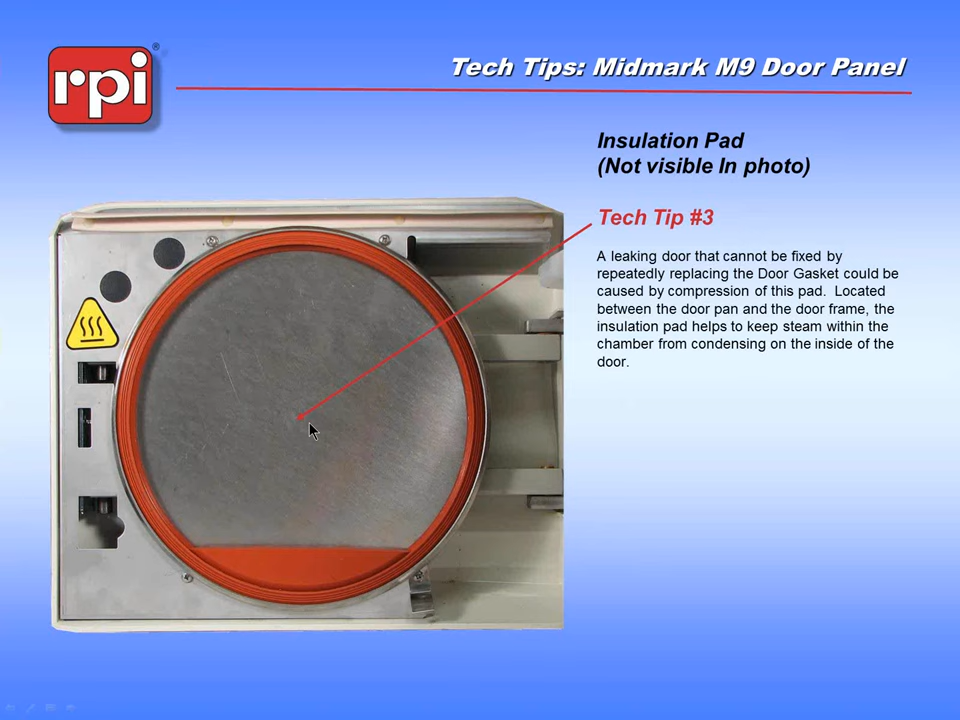 rpi®
Tech Tips: Midmark M9 Door Panel
Insulation Pad
(Not visible In photo)
Tech Tip #3
A leaking door that cannot be fixed by
repeatedly replacing the Door Gasket could be
caused by compression of this pad.  Located
between the door pan and the door frame, the
insulation pad helps to keep steam within the
chamber from condensing on the inside of the
door.